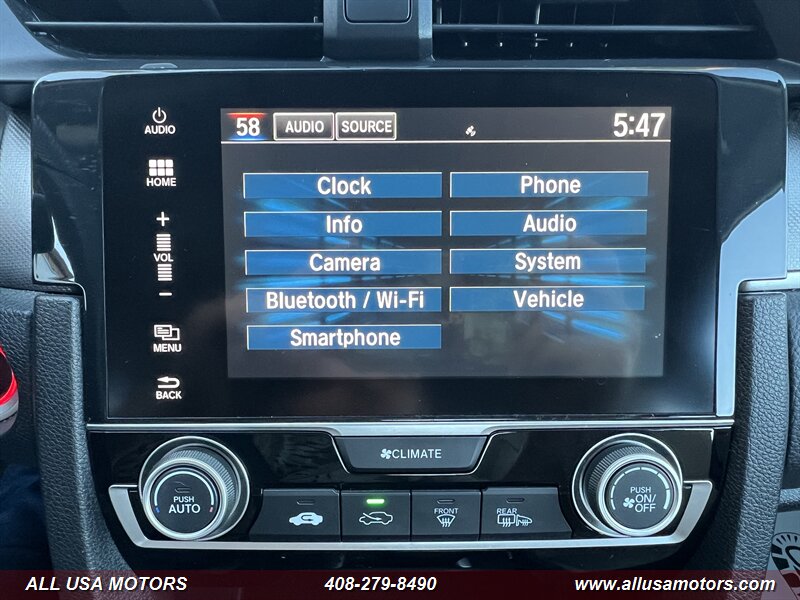 AUDIO
58 AUDIO SOURCE 5:47
HOME
Clock Phone
Info Audio
+
VOL
-
Camera System
Bluetooth / Wi-Fi Vehicle
Smartphone
MENU
BACK
CLIMATE
PUSH
AUTO
FRONT
REAR
PUSH
ON/
OFF
ALL USA MOTORS 408-279-8490 www.allusamotors.com